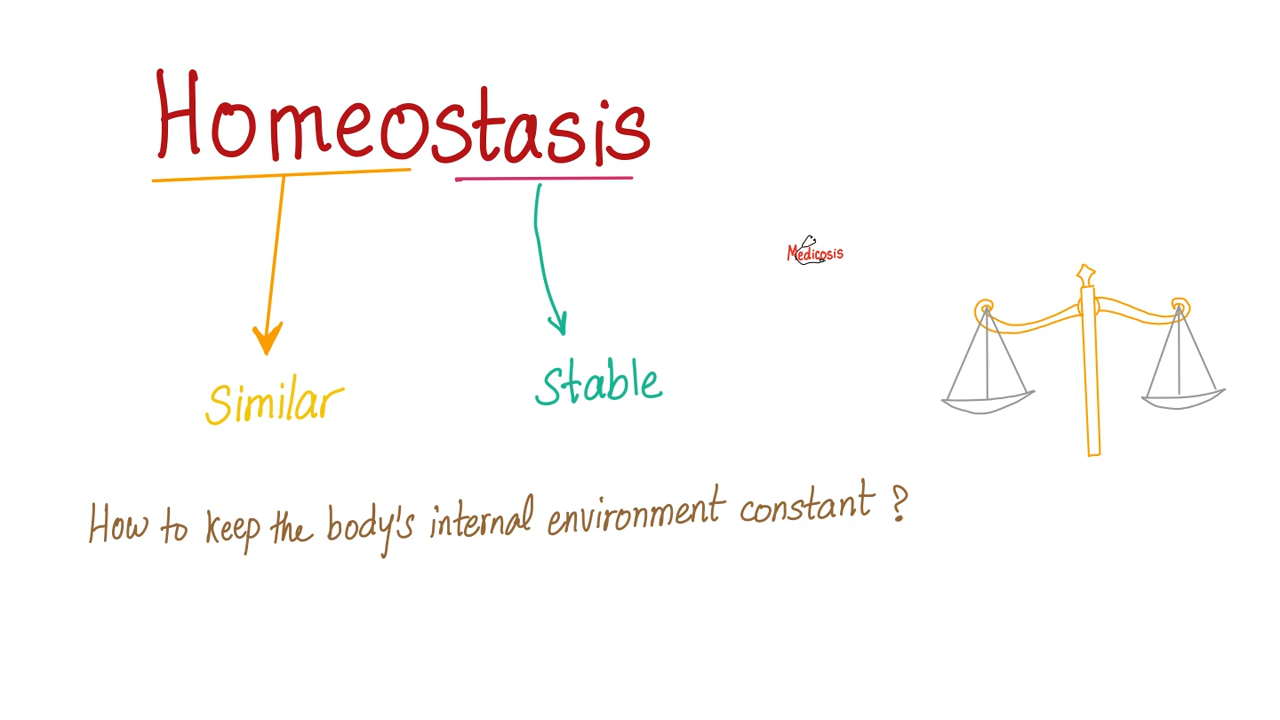 Homeostasis
Medicosis
Similar
stable
How to keep the body's internal environment constant ?